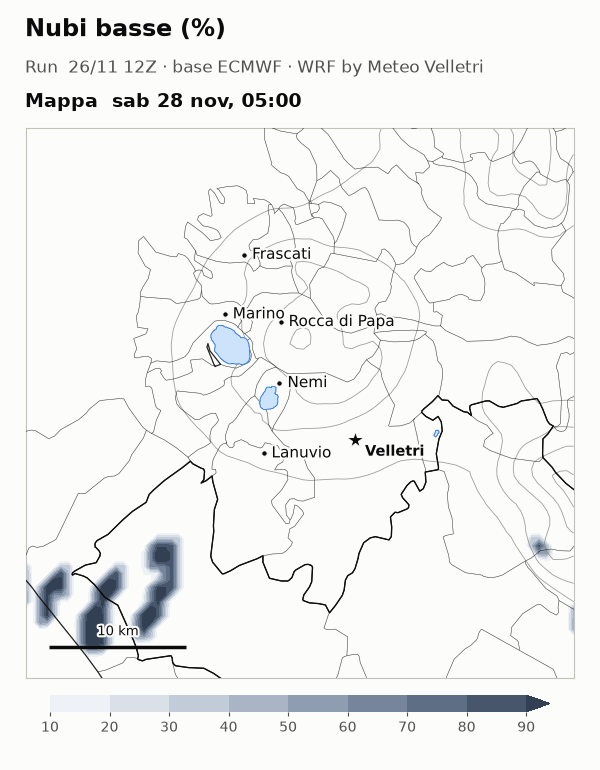 Nubi basse (%)
Run  26/11 12Z · base ECMWF · WRF by Meteo Velletri
Mappa  sab 28 nov, 05:00
Frascati
Marino
Rocca di Papa
Nemi
Velletri
Lanuvio
10 km
10 20 30 40 50 60 70 80 90